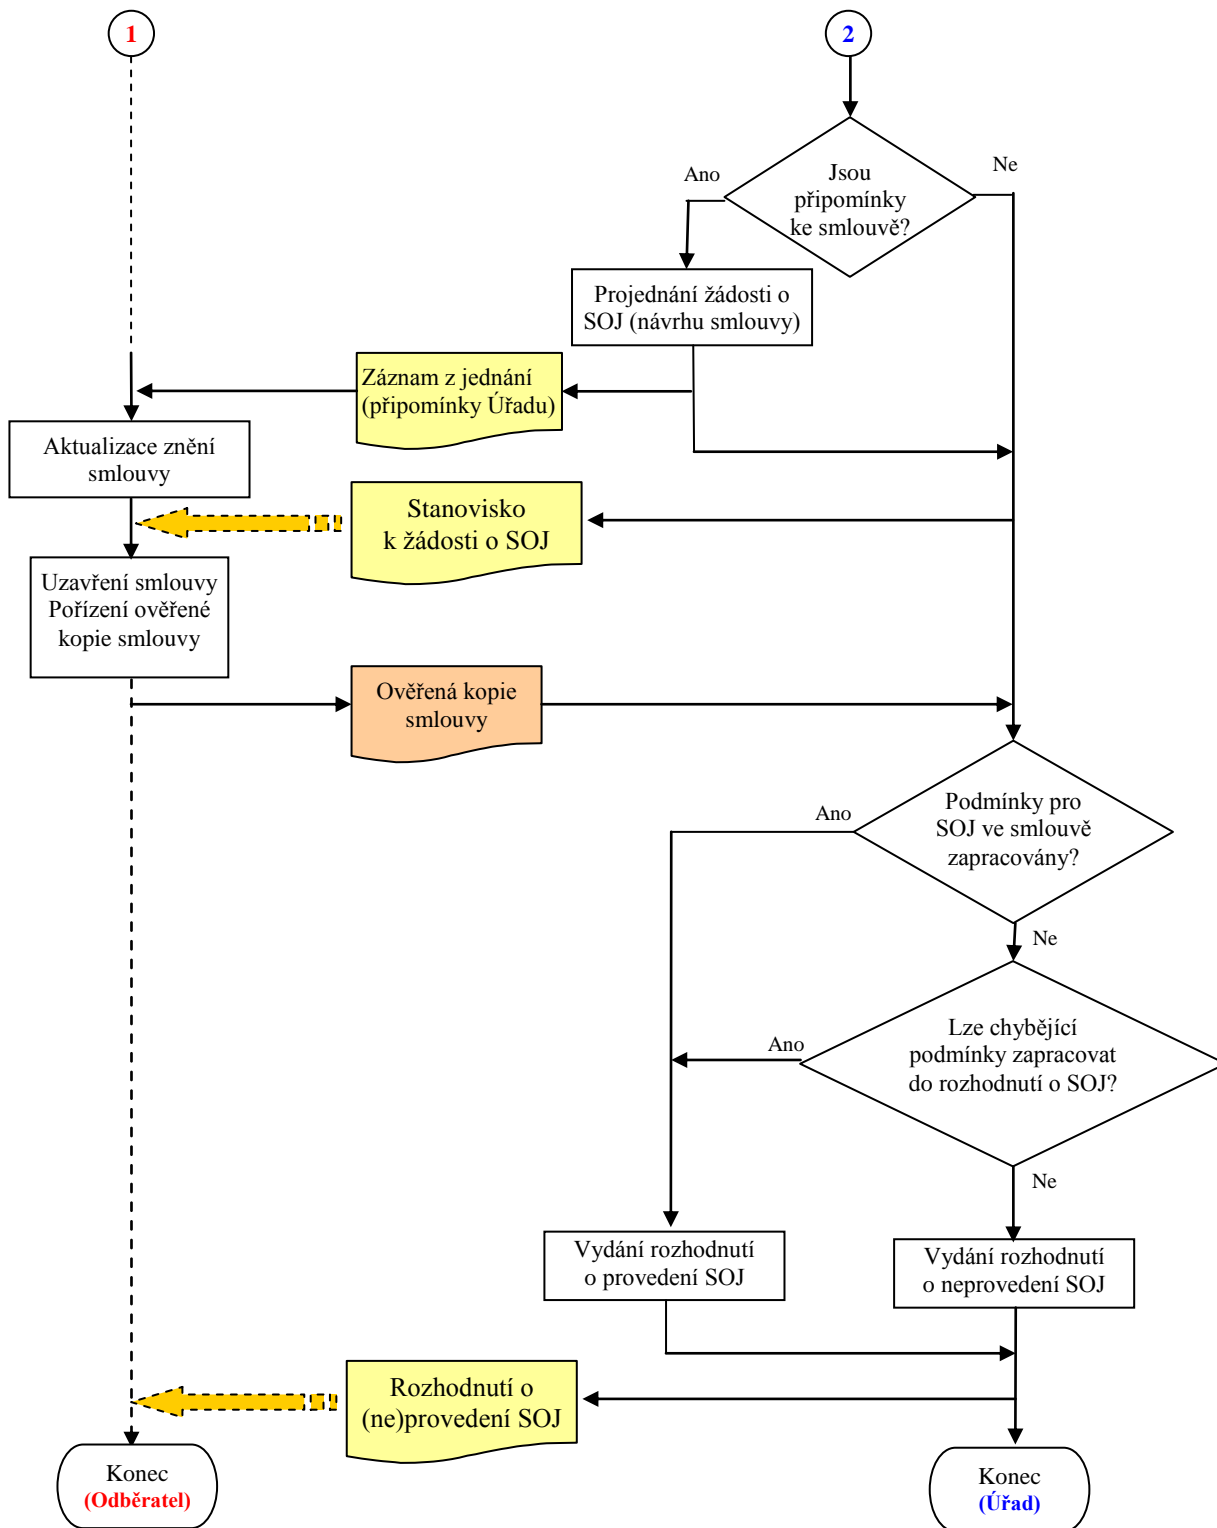 1
2
Jsou
připomínky
ke smlouvě?
Ano
Ne
Projednání žádosti o
SOJ (návrhu smlouvy)
Záznam z jednání
(připomínky Úřadu)
Aktualizace znění
smlouvy
Stanovisko
k žádosti o SOJ
Uzavření smlouvy
Pořízení ověřené
kopie smlouvy
Ověřená kopie
smlouvy
Podmínky pro
SOJ ve smlouvě
zapracovány?
Ano
Ne
Lze chybějící
podmínky zapracovat
do rozhodnutí o SOJ?
Ano
Ne
Vydání rozhodnutí
o provedení SOJ
Vydání rozhodnutí
o neprovedení SOJ
Rozhodnutí o
(ne)provedení SOJ
Konec
(Odběratel)
Konec
(Úřad)